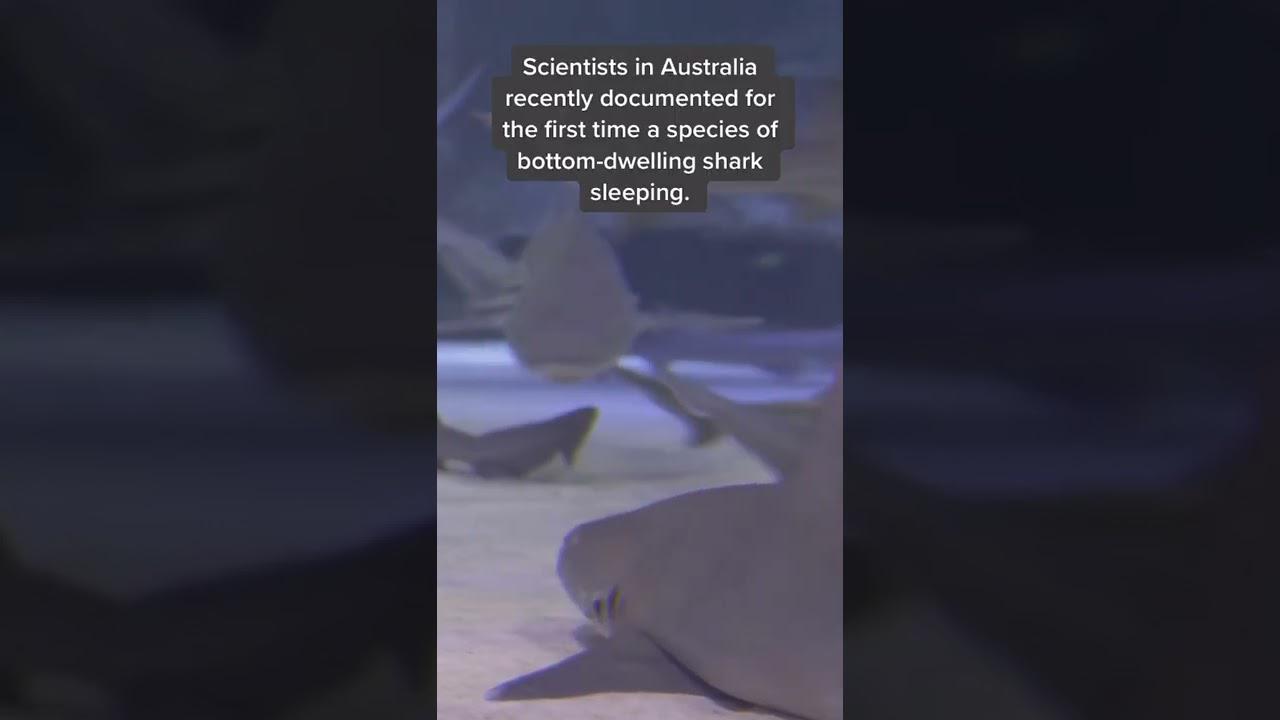 Scientists in Australia
recently documented for
the first time a species of
bottom-dwelling shark
sleeping.